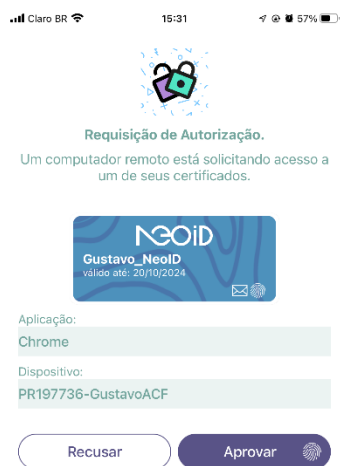 Claro BR
15:31
57%
Requisição de Autorização.
Um computador remoto está solicitando acesso a
um de seus certificados.
NeoiD
Gustavo_NeoID
válido até: 20/10/2024
Aplicação:
Chrome
Dispositivo:
PR197736-GustavoACF
Recusar
Aprovar